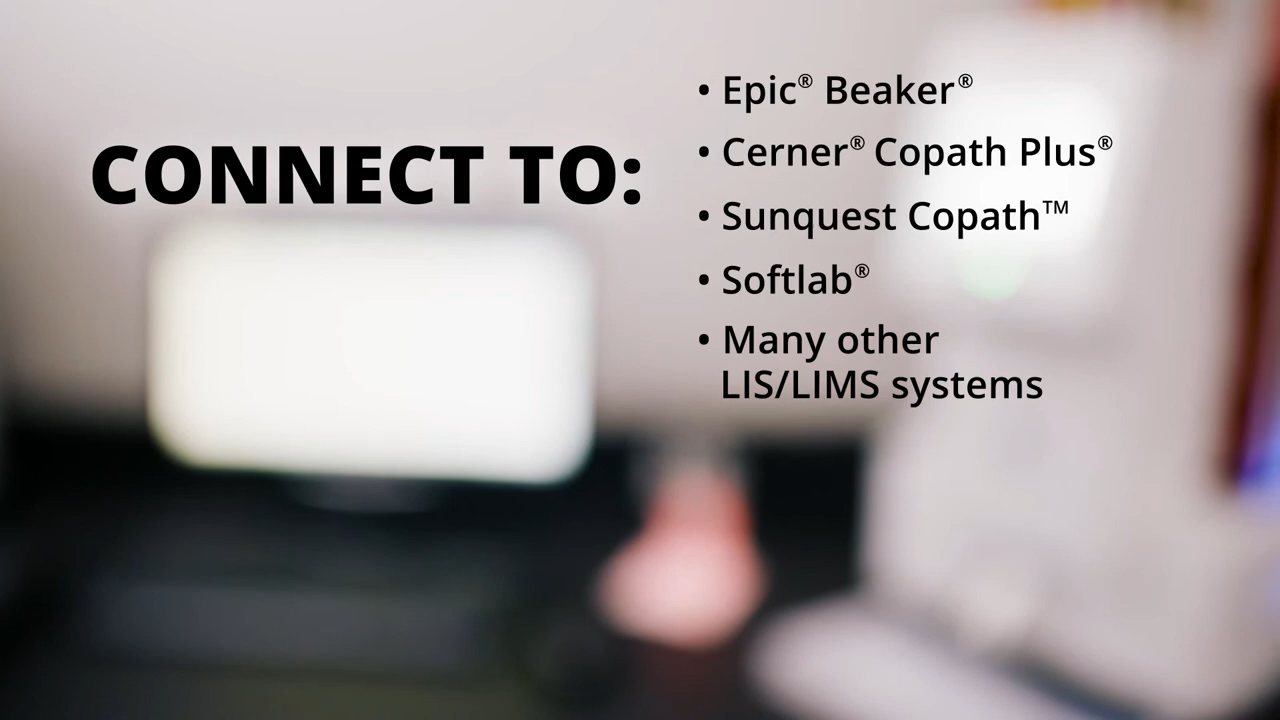 CONNECT TO:
• Epic® Beaker®
• Cerner® Copath Plus®
• Sunquest Copath™
• Softlab®
• Many other
LIS/LIMS systems